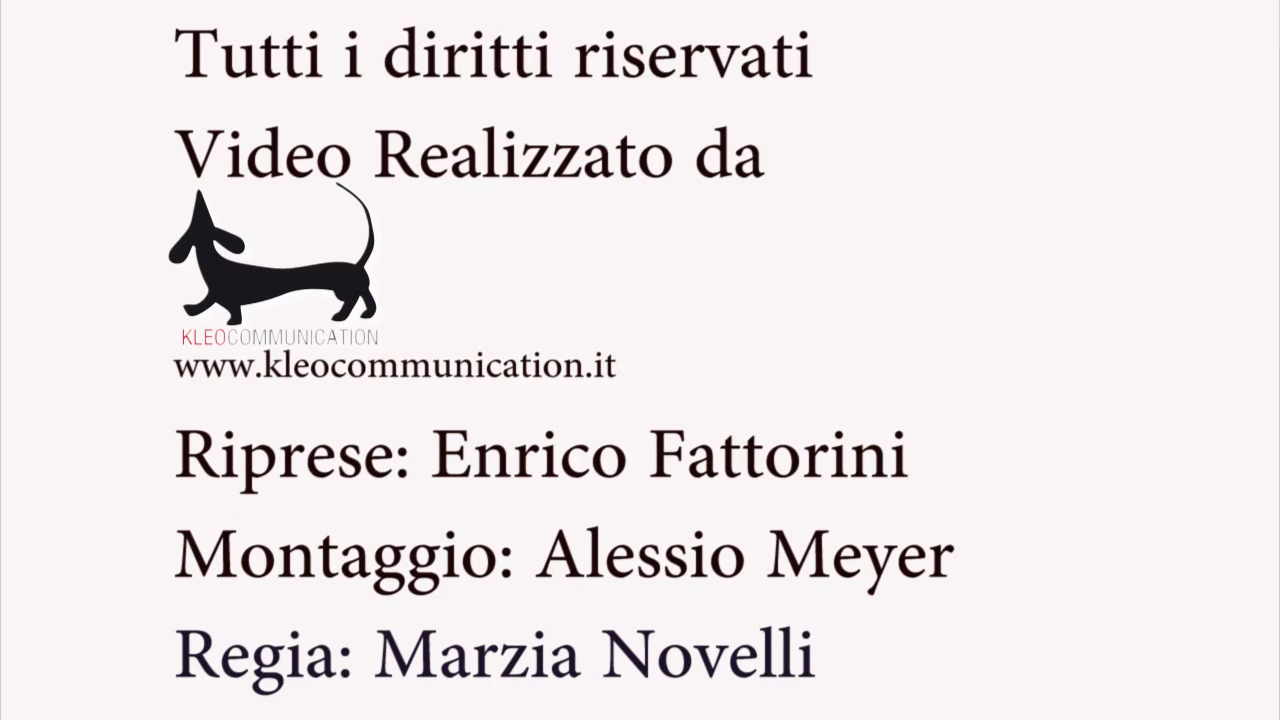 Tutti i diritti riservati
Video Realizzato da
KLEOCOMMUNICATION
www.kleocommunication.it
Riprese: Enrico Fattorini
Montaggio: Alessio Meyer
Regia: Marzia Novelli